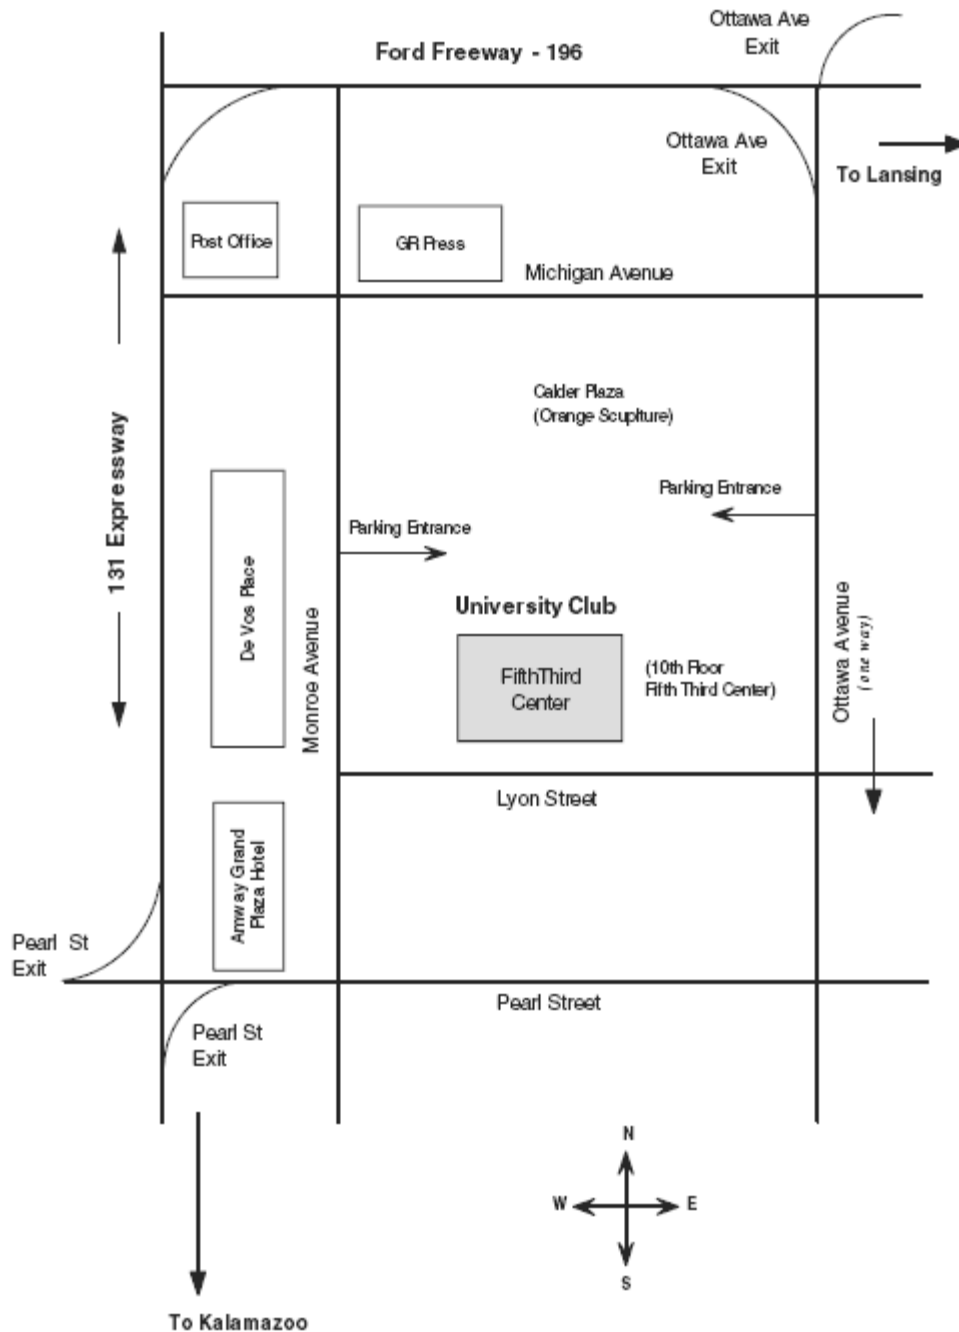 Ottawa Ave
Exit
Ford Freeway - 196
Ottawa Ave
Exit
To Lansing
Post Office
GR Press
Michigan Avenue
Calder Plaza
(Orange Scuplture)
131 Expressway
Parking Entrance
Parking Entrance
De Vos Place
Monroe Avenue
University Club
FifthThird
Center
(10th Floor
Fifth Third Center)
Ottawa Avenue
(one way)
Lyon Street
Amway Grand
Plaza Hotel
Pearl St
Exit
Pearl Street
Pearl St
Exit
N
W
E
S
To Kalamazoo